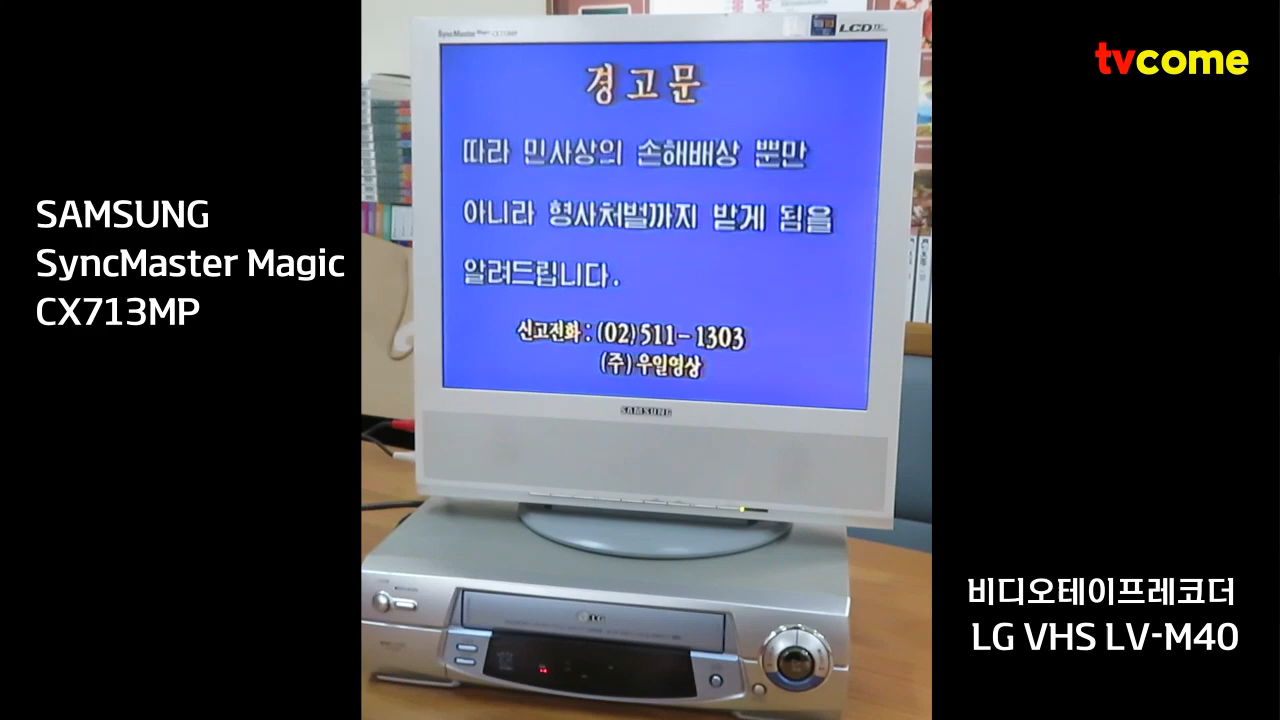 SyncMaster Magic CX713MP
LCD TV
tvcome
경고문
따라 민사상의 손해배상 뿐만
아니라 형사처벌까지 받게 됨을
알려드립니다.
신고전화 : (02) 511-1303
(주) 우일영상
SAMSUNG
SAMSUNG
SyncMaster Magic
CX713MP
LG
비디오테이프레코더
LG VHS LV-M40